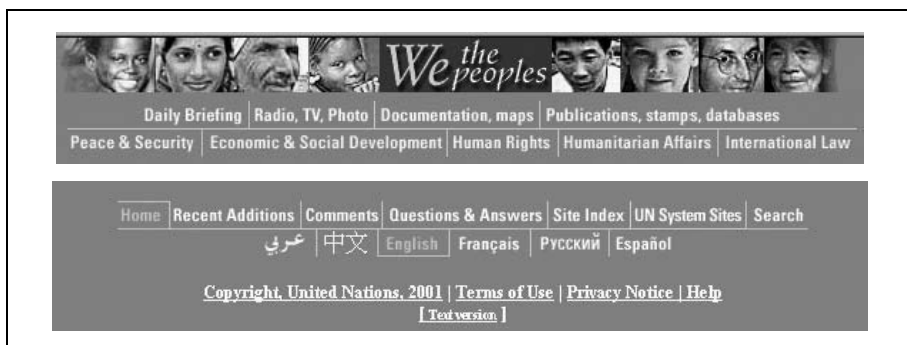 We the peoples
Daily Briefing | Radio, TV, Photo | Documentation, maps | Publications, stamps, databases
Peace & Security | Economic & Social Development | Human Rights | Humanitarian Affairs | International Law
Home | Recent Additions | Comments | Questions & Answers | Site Index | UN System Sites | Search
عربي | 中文 | English | Français | Русский | Español
Copyright, United Nations, 2001 | Terms of Use | Privacy Notice | Help
[ Text version ]